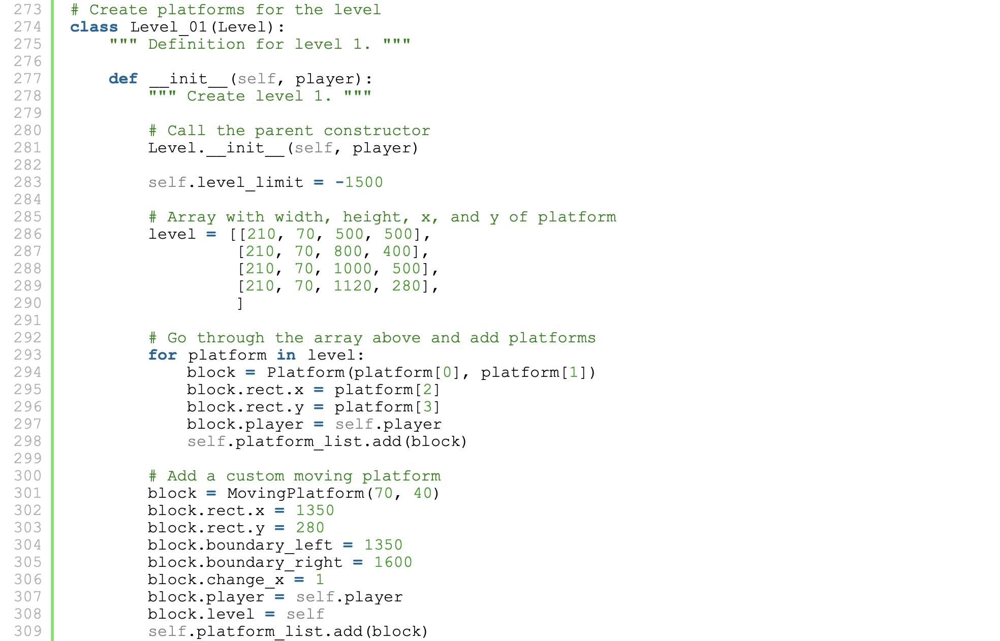 273 # Create platforms for the level
274 class Level_01(Level):
275     """ Definition for level 1. """
276
277     def __init__(self, player):
278         """ Create level 1. """
279
280         # Call the parent constructor
281         Level.__init__(self, player)
282
283         self.level_limit = -1500
284
285         # Array with width, height, x, and y of platform
286         level = [[210, 70, 500, 500],
287                  [210, 70, 800, 400],
288                  [210, 70, 1000, 500],
289                  [210, 70, 1120, 280],
290                  ]
291
292         # Go through the array above and add platforms
293         for platform in level:
294             block = Platform(platform[0], platform[1])
295             block.rect.x = platform[2]
296             block.rect.y = platform[3]
297             block.player = self.player
298             self.platform_list.add(block)
299
300         # Add a custom moving platform
301         block = MovingPlatform(70, 40)
302         block.rect.x = 1350
303         block.rect.y = 280
304         block.boundary_left = 1350
305         block.boundary_right = 1600
306         block.change_x = 1
307         block.player = self.player
308         block.level = self
309         self.platform_list.add(block)